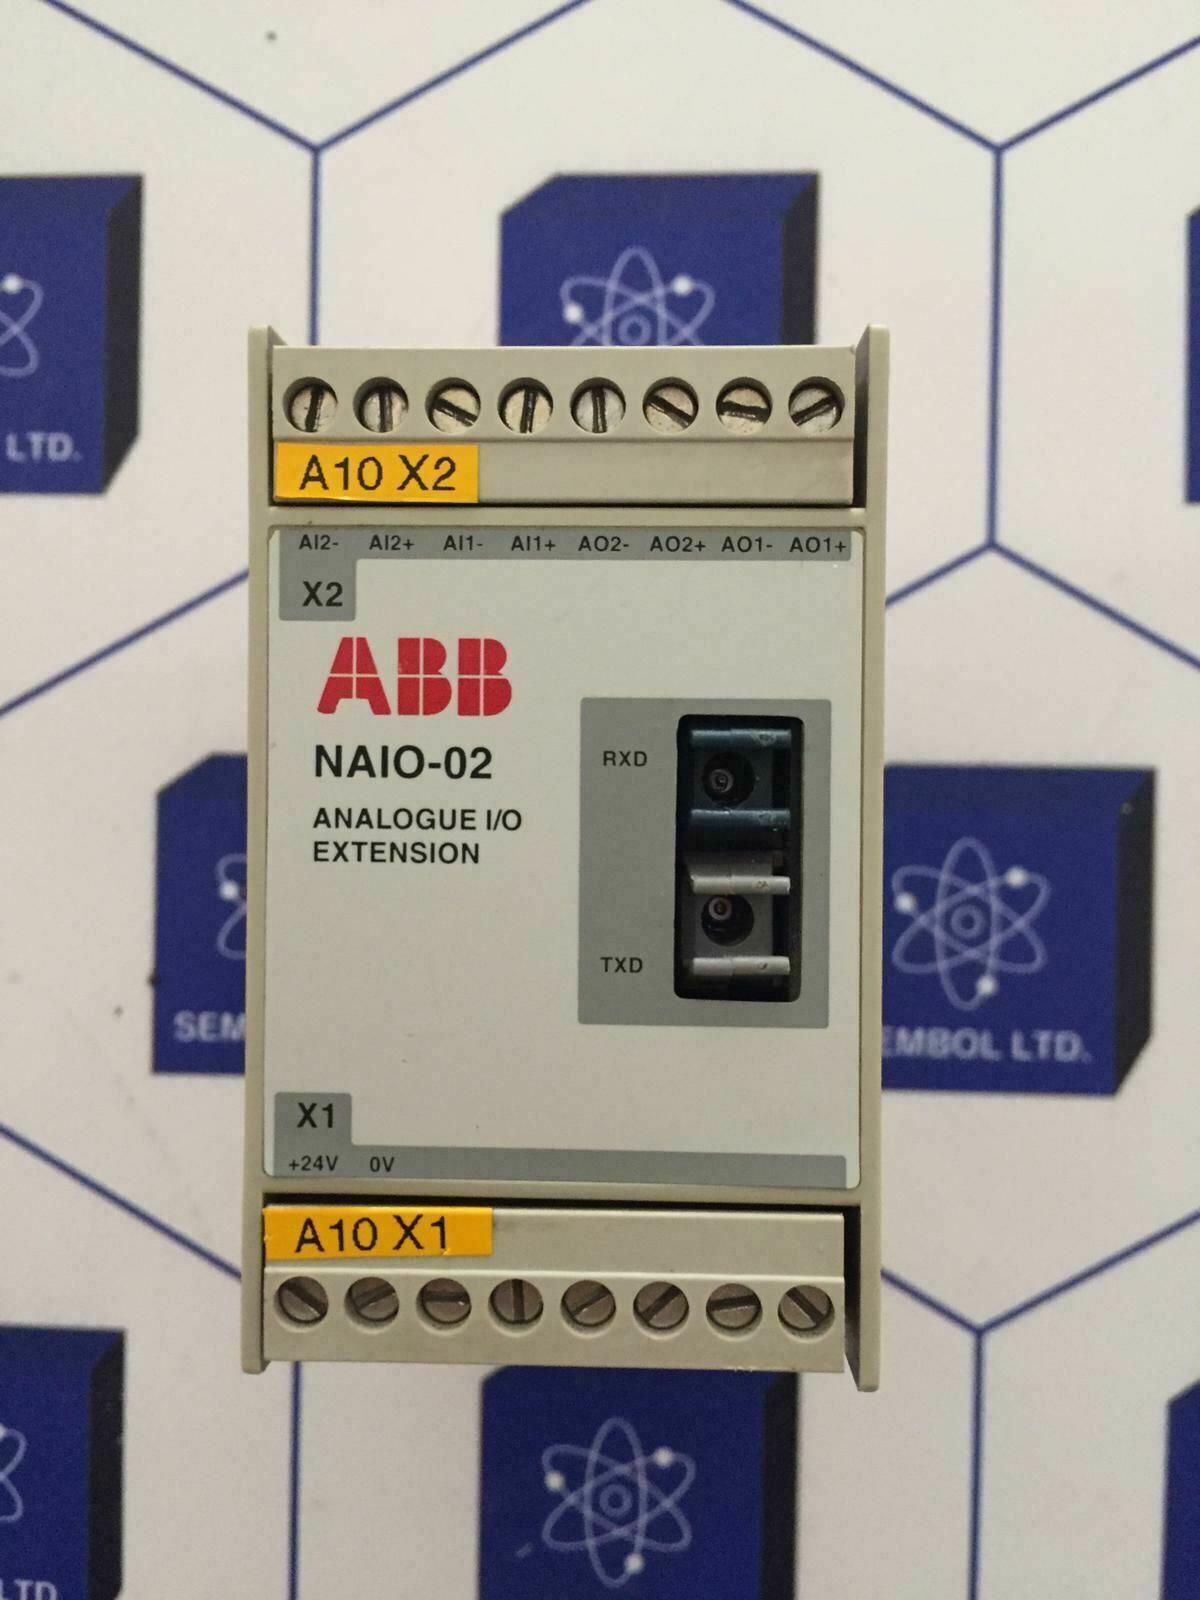 LTD.
A10 X2
AI2- AI2+ AI1- AI1+ AO2- AO2+ AO1- AO1+
X2
ABB
NAIO-02
ANALOGUE I/O
EXTENSION
RXD
TXD
SEM
EMBOL LTD.
X1
+24V 0V
A10 X1
LTD